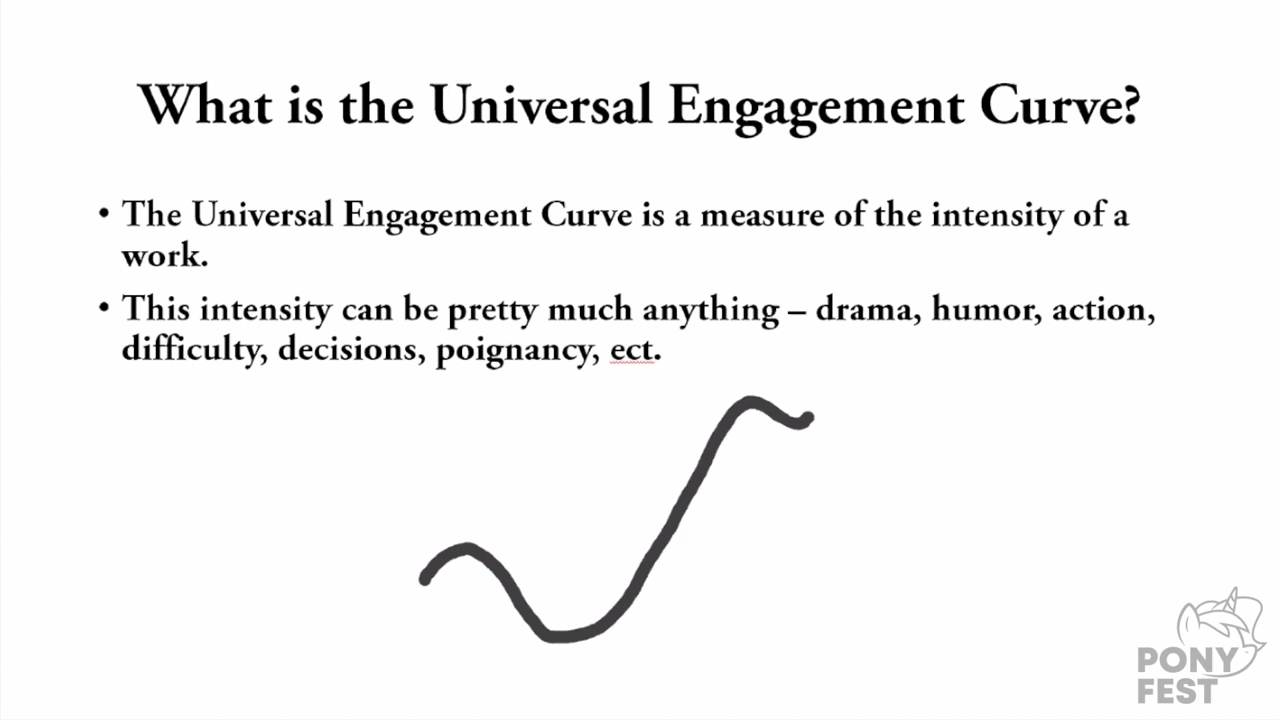 What is the Universal Engagement Curve?
• The Universal Engagement Curve is a measure of the intensity of a
work.
• This intensity can be pretty much anything – drama, humor, action,
difficulty, decisions, poignancy, ect.
PONY
FEST